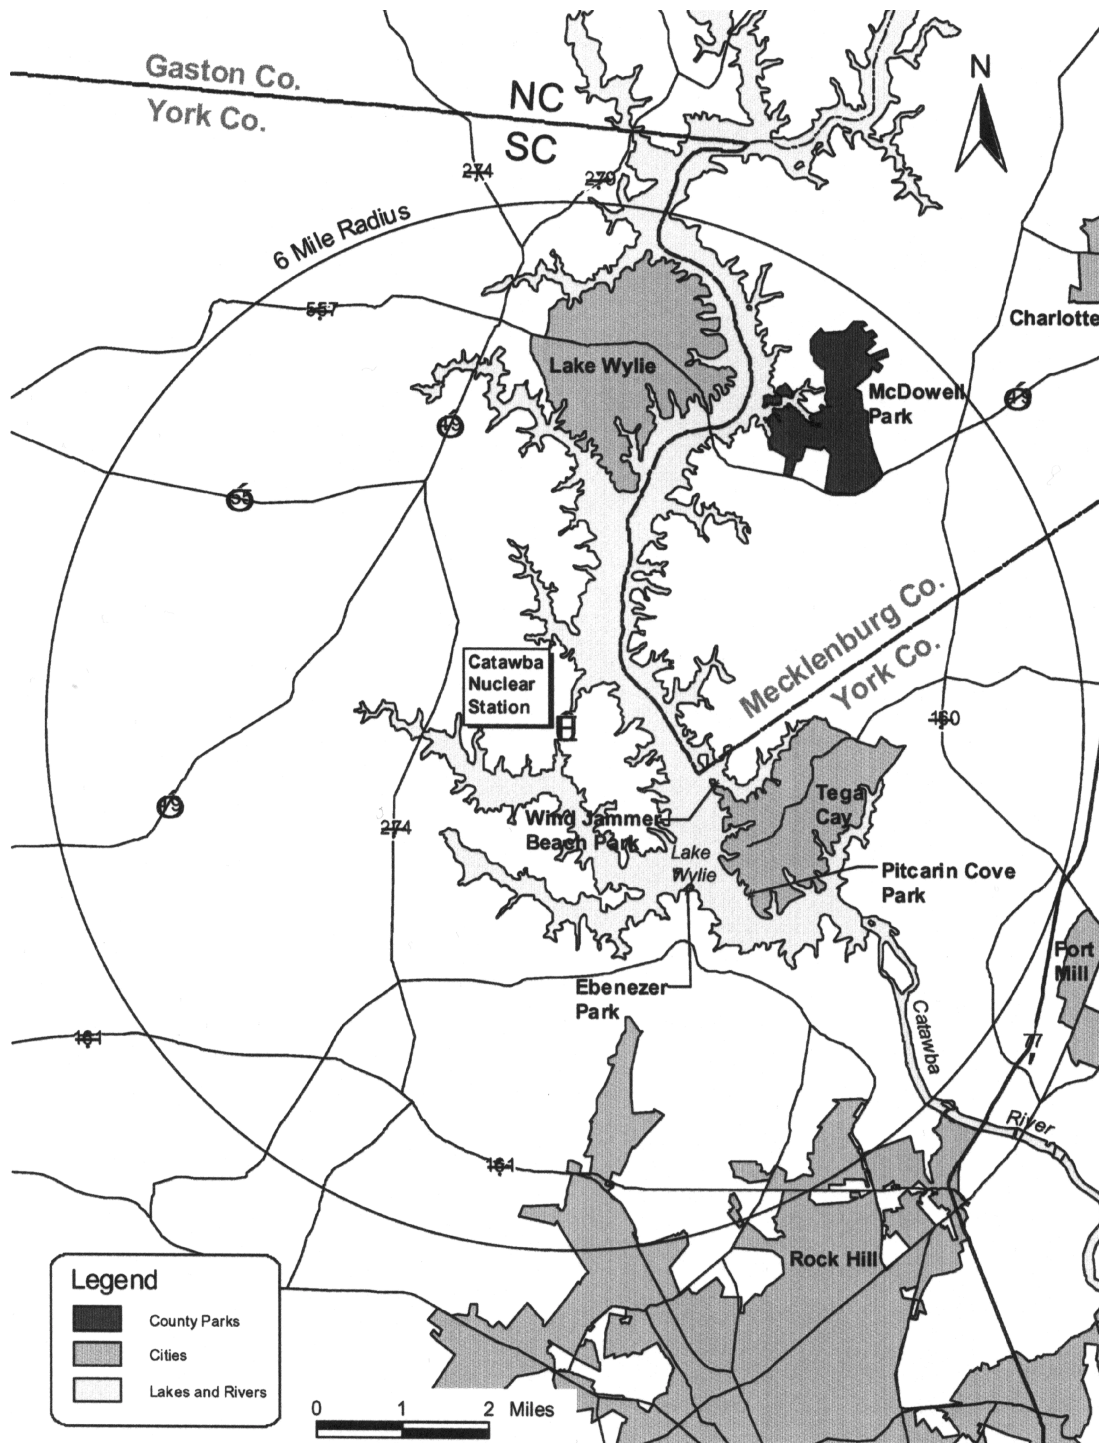 Gaston Co.
York Co.
NC
SC
N
274
279
6 Mile Radius
557
Charlotte
Lake Wylie
McDowell
Park
49
49
55
Mecklenburg Co.
York Co.
Catawba
Nuclear
Station
160
49
274
Wind Jammer
Beach Park
Tega
Cay
Lake
Wylie
Pitcarin Cove
Park
Fort
Mill
Ebenezer
Park
Catawba
River
161
77
161
Rock Hill
Legend
County Parks
Cities
Lakes and Rivers
0 1 2 Miles